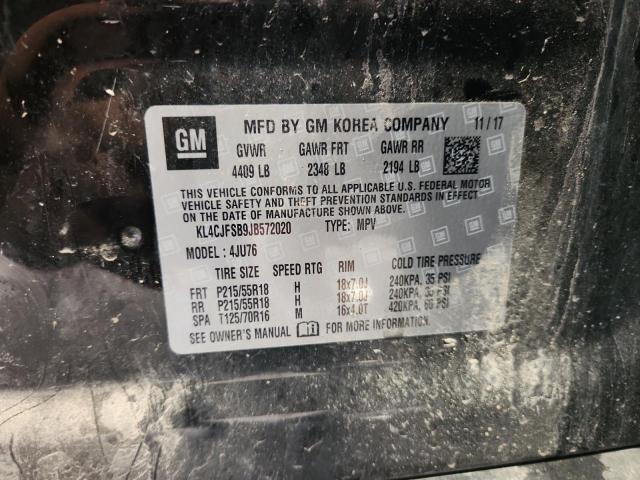 GM MFD BY GM KOREA COMPANY 11/17
GVWR GAWR FRT GAWR RR
4409 LB 2348 LB 2194 LB
THIS VEHICLE CONFORMS TO ALL APPLICABLE U.S. FEDERAL MOTOR
VEHICLE SAFETY AND THEFT PREVENTION STANDARDS IN EFFECT
ON THE DATE OF MANUFACTURE SHOWN ABOVE.
KL4CJFSB9JB572020 TYPE: MPV
MODEL: 4JU76
TIRE SIZE SPEED RTG RIM COLD TIRE PRESSURE
FRT P215/55R18 H 18x7.0J 240KPA, 35 PSI
RR P215/55R18 H 18x7.0J 240KPA, 35 PSI
SPA T125/70R16 M 16x4.0T 420KPA, 60 PSI
SEE OWNER'S MANUAL FOR MORE INFORMATION.